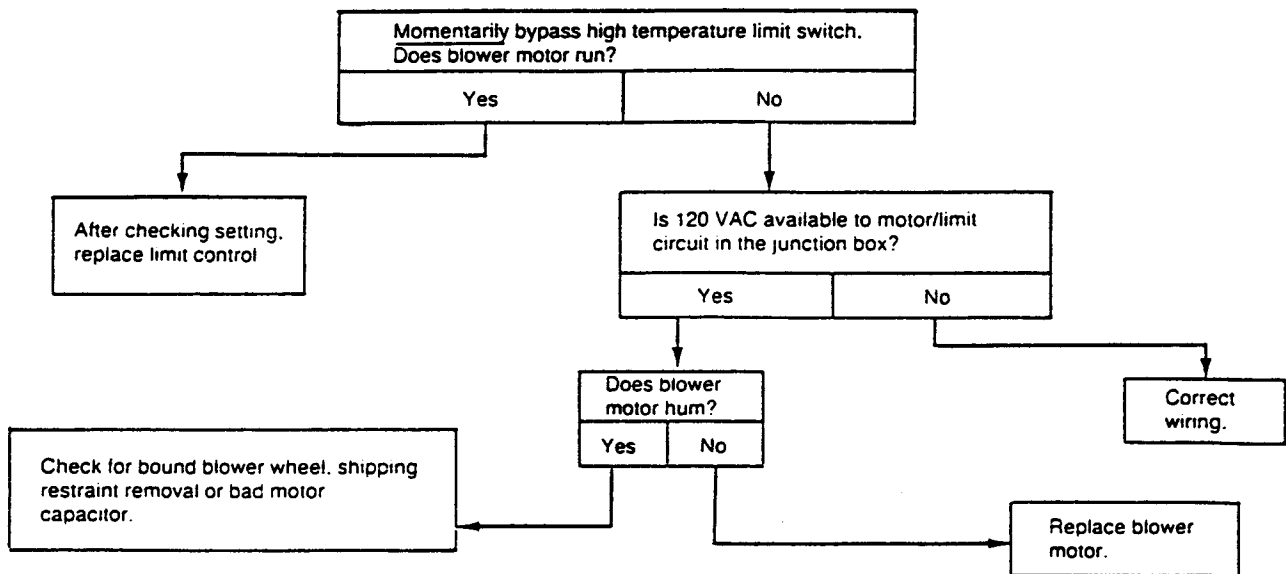 Momentarily bypass high temperature limit switch.
Does blower motor run?
Yes
No
After checking setting,
replace limit control
Is 120 VAC available to motor/limit
circuit in the junction box?
Yes
No
Does blower
motor hum?
Yes
No
Correct
wiring.
Check for bound blower wheel, shipping
restraint removal or bad motor
capacitor.
Replace blower
motor.